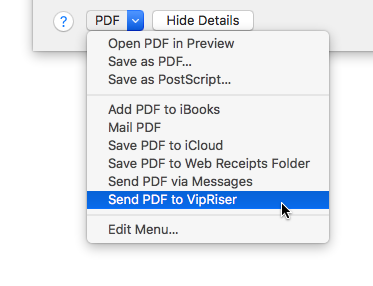 ? PDF Hide Details
Open PDF in Preview
Save as PDF...
Save as PostScript...
Add PDF to iBooks
Mail PDF
Save PDF to iCloud
Save PDF to Web Receipts Folder
Send PDF via Messages
Send PDF to VipRiser
Edit Menu...